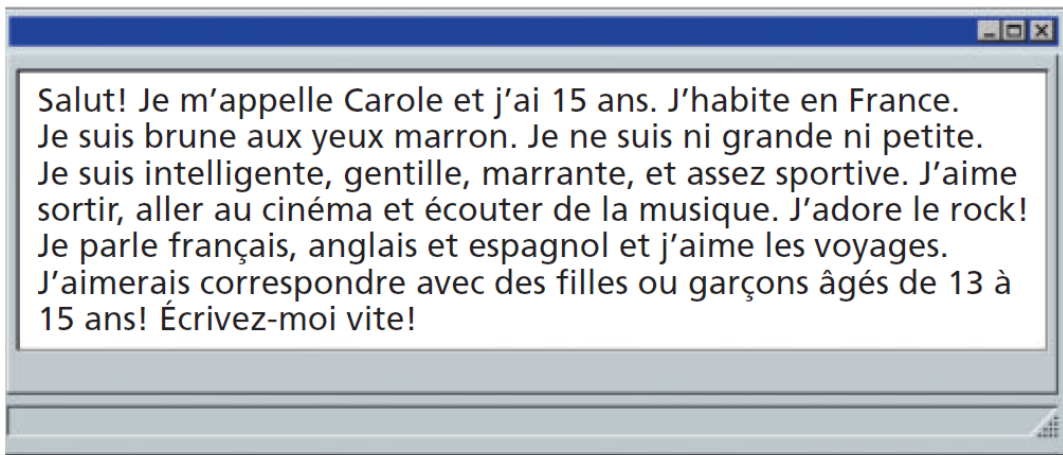 Salut! Je m’appelle Carole et j’ai 15 ans. J’habite en France.
Je suis brune aux yeux marron. Je ne suis ni grande ni petite.
Je suis intelligente, gentille, marrante, et assez sportive. J’aime
sortir, aller au cinéma et écouter de la musique. J’adore le rock!
Je parle français, anglais et espagnol et j’aime les voyages.
J’aimerais correspondre avec des filles ou garçons âgés de 13 à
15 ans! Écrivez-moi vite!